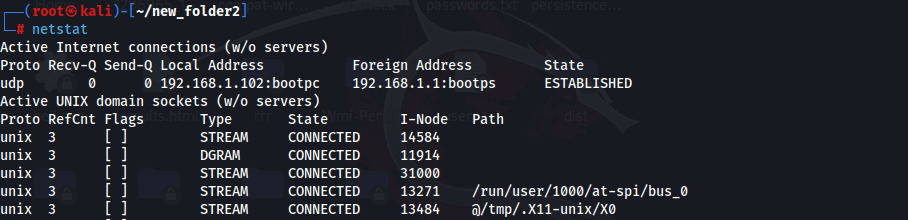 passwords.txt persistence…
(root㉿kali)-[~/new_folder2]
# netstat
Active Internet connections (w/o servers)
Proto Recv-Q Send-Q Local Address Foreign Address State
udp 0 0 192.168.1.102:bootpc 192.168.1.1:bootps ESTABLISHED
Active UNIX domain sockets (w/o servers)
Proto RefCnt Flags Type State I-Node Path
unix 3 [ ] STREAM CONNECTED 14584
unix 3 [ ] DGRAM CONNECTED 11914
unix 3 [ ] STREAM CONNECTED 31000
unix 3 [ ] STREAM CONNECTED 13271 /run/user/1000/at-spi/bus_0
unix 3 [ ] STREAM CONNECTED 13484 @/tmp/.X11-unix/X0